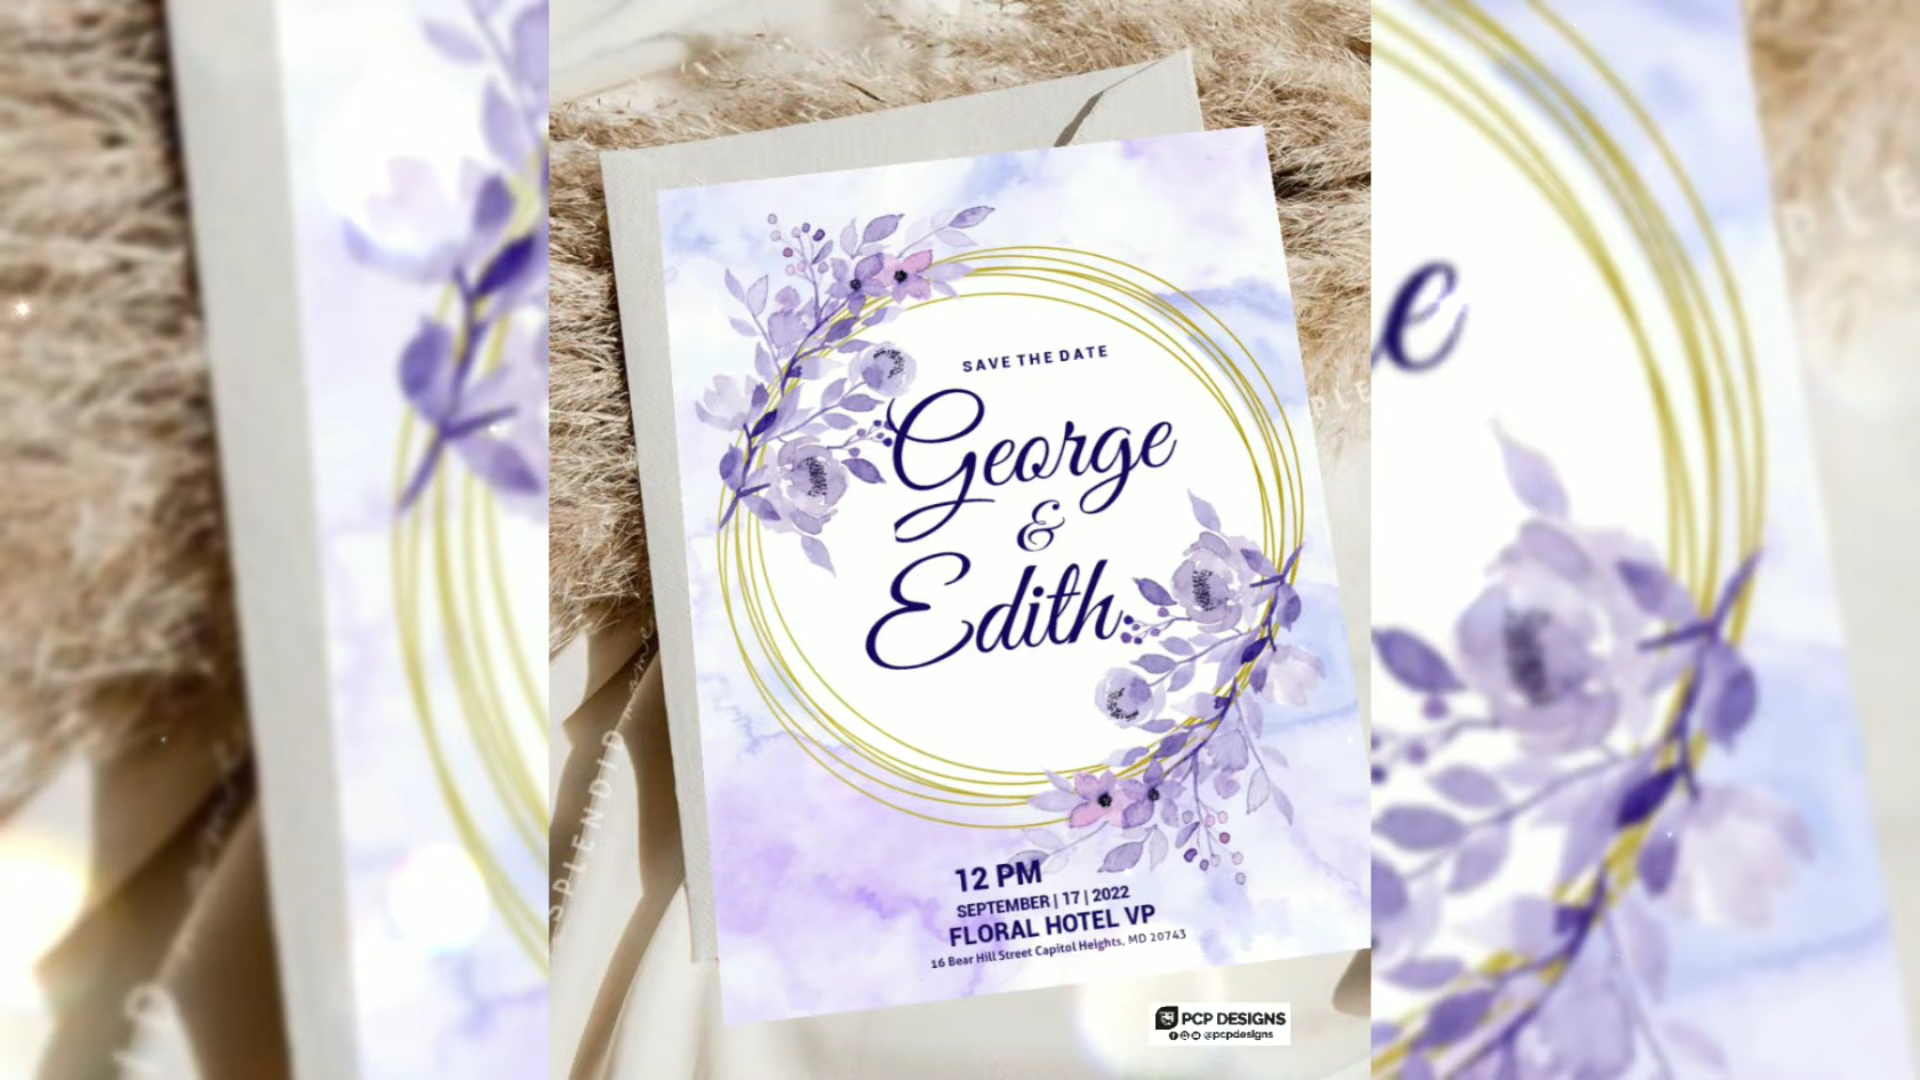 SAVE THE DATE
George
&
Edith
12 PM
SEPTEMBER | 17 | 2022
FLORAL HOTEL VP
16 Bear Hill Street Capitol Heights, MD 20743
SPLENDID
PCP DESIGNS
@pcpdesigns